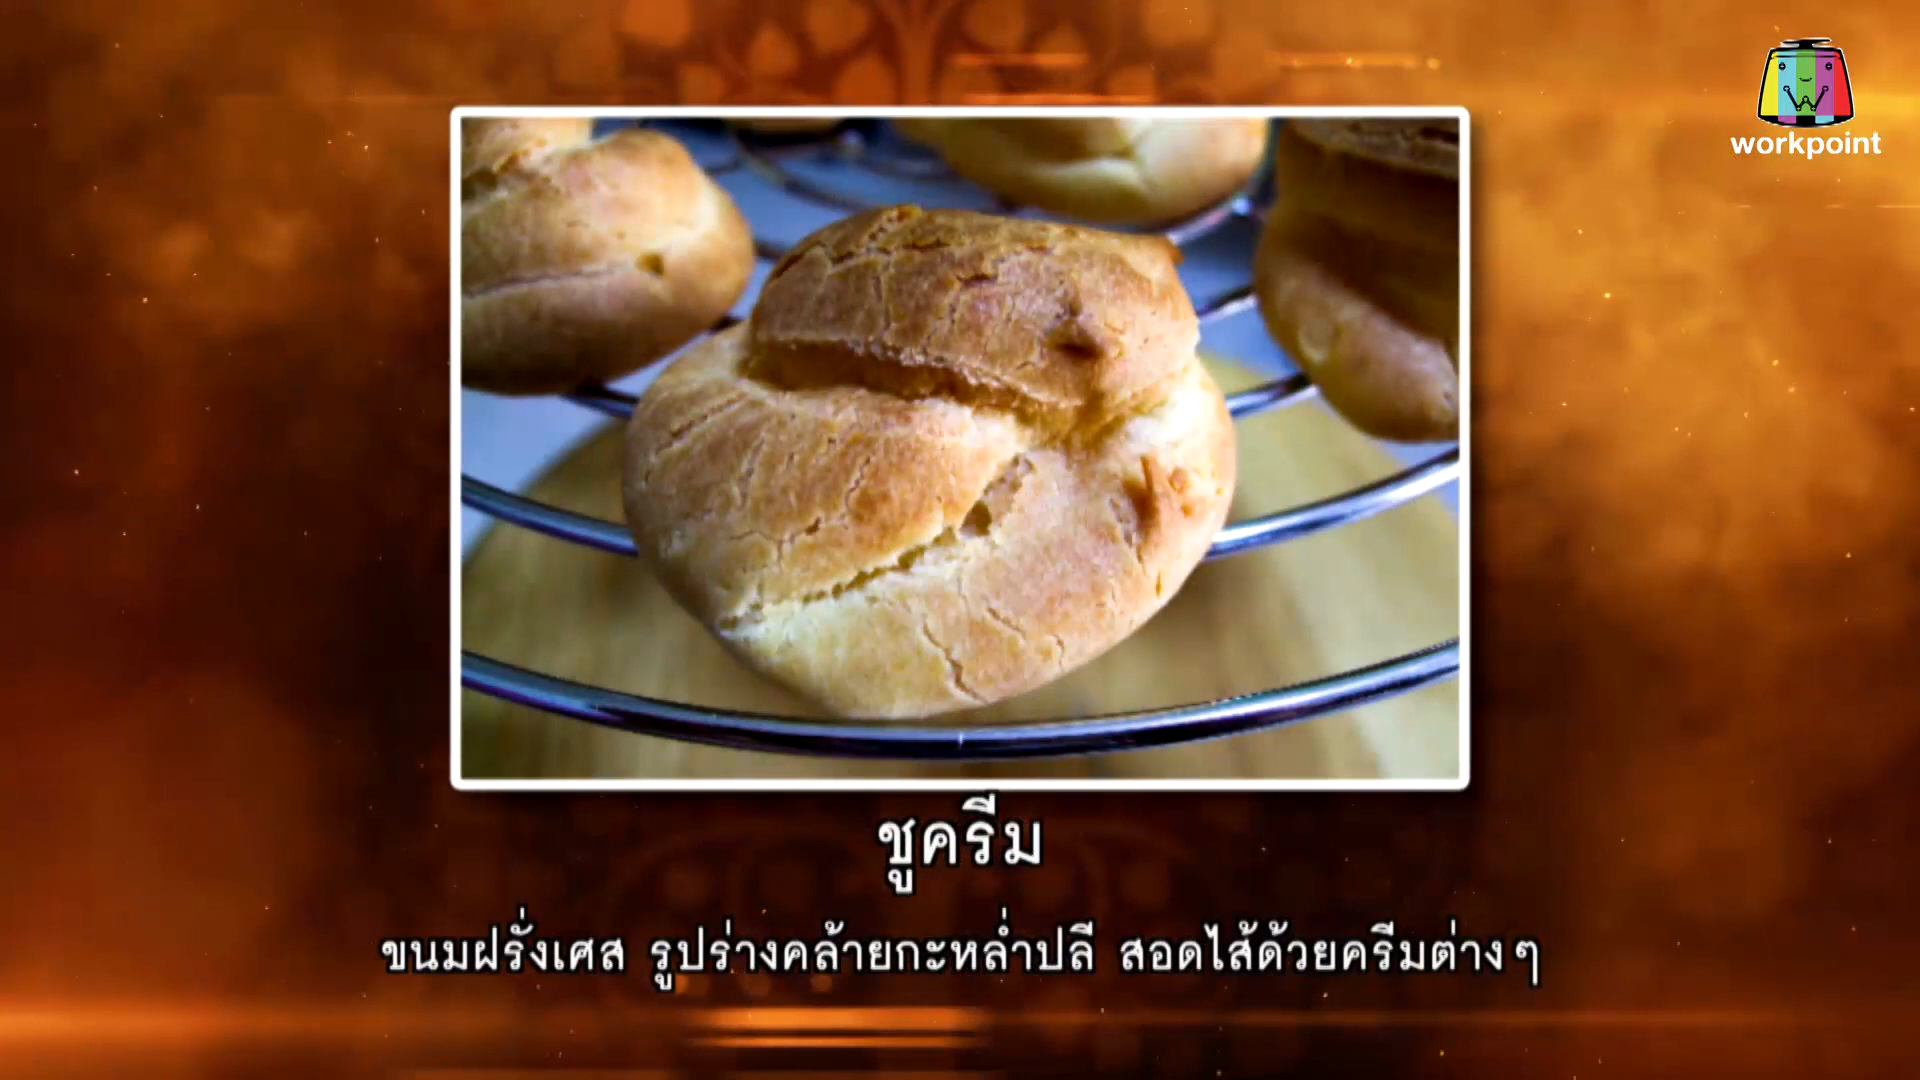 workpoint
ชูครีม
ขนมฝรั่งเศส รูปร่างคล้ายกะหล่ำปลี สอดไส้ด้วยครีมต่างๆ